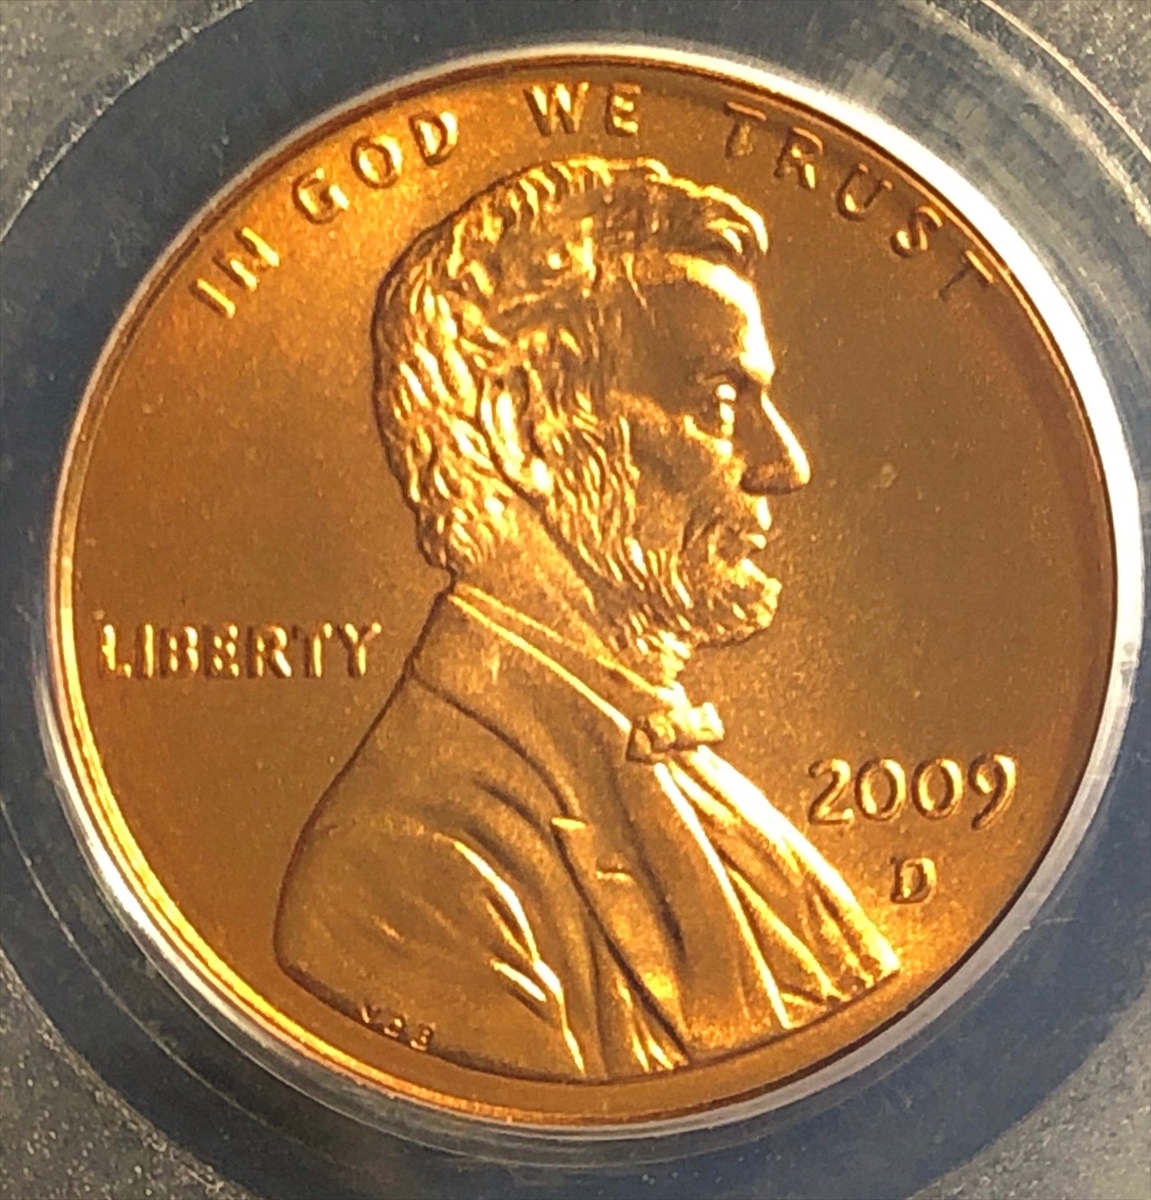 IN GOD WE TRUST
LIBERTY
2009
D
VDB